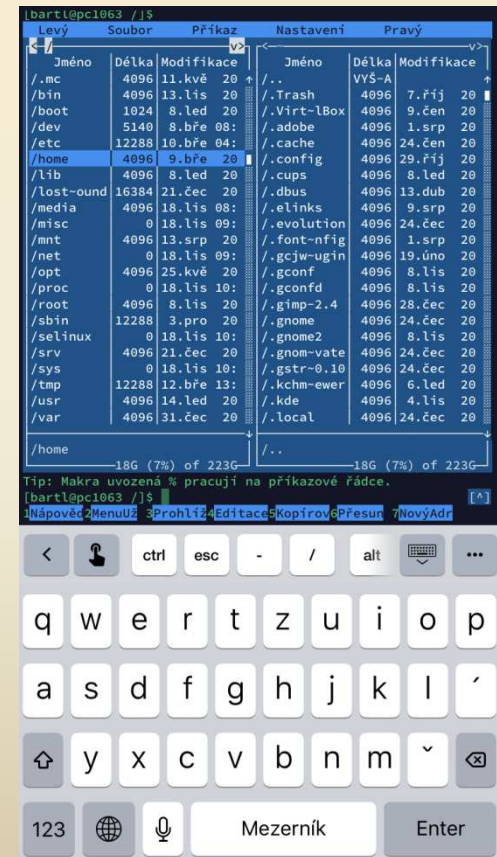 [bartl@pc1063 /]$
Levý Soubor Příkaz Nastavení Pravý
< / v> <~ v>
Jméno Délka Modifikace Jméno Délka Modifikace
/.mc 4096 11.kvě 20 /.. VYŠ-A
/bin 4096 13.lis 20 /.Trash 4096 7.říj 20
/boot 1024 8.led 20 /.Virt~lBox 4096 9.čen 20
/dev 5140 8.bře 08: /.adobe 4096 1.srp 20
/etc 12288 10.bře 04: /.cache 4096 24.čen 20
/home 4096 9.bře 20 /.config 4096 29.říj 20
/lib 4096 8.led 20 /.cups 4096 8.led 20
/lost~ound 16384 21.čec 20 /.dbus 4096 13.dub 20
/media 4096 18.lis 08: /.elinks 4096 9.srp 20
/misc 0 18.lis 09: /.evolution 4096 24.čec 20
/mnt 4096 13.srp 20 /.font~nfig 4096 1.srp 20
/net 0 18.lis 09: /.gcjw~ugin 4096 19.úno 20
/opt 4096 25.kvě 20 /.gconf 4096 8.lis 20
/proc 0 18.lis 10: /.gconfd 4096 8.lis 20
/root 4096 8.lis 20 /.gimp-2.4 4096 28.čec 20
/sbin 12288 3.pro 20 /.gnome 4096 24.čec 20
/selinux 0 18.lis 10: /.gnome2 4096 8.lis 20
/srv 4096 21.čec 20 /.gnom~vate 4096 24.čec 20
/sys 0 18.lis 10: /.gstr~0.10 4096 24.čec 20
/tmp 12288 12.bře 13: /.kchm~ewer 4096 6.led 20
/usr 4096 14.led 20 /.kde 4096 4.lis 20
/var 4096 31.čec 20 /.local 4096 24.čec 20
/home /..
18G (7%) of 223G 18G (7%) of 223G
Tip: Makra uvozená % pracují na příkazové řádce.
[bartl@pc1063 /]$ [^]
1Nápověd2MenuUž 3Prohlíž4Editace5Kopírov6Přesun 7NovýAdr
ctrl esc - / alt ...
q w e r t z u i o p
a s d f g h j k l ´
y x c v b n m ˇ
123 Mezerník Enter